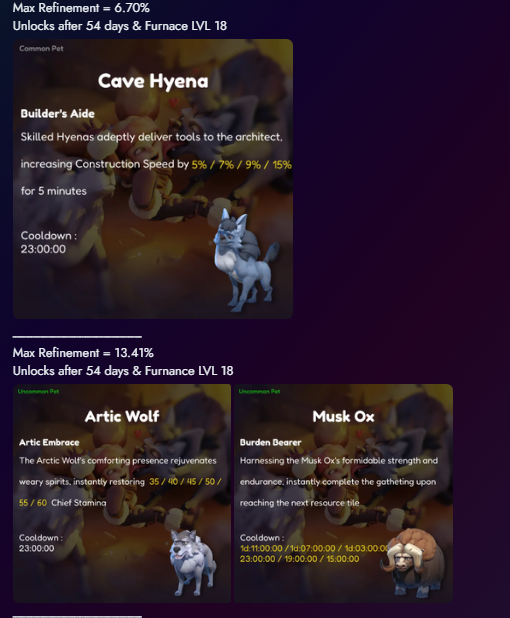 Max Refinement = 6.70%
Unlocks after 54 days & Furnace LVL 18
Common Pet
Cave Hyena
Builder's Aide
Skilled Hyenas adeptly deliver tools to the architect,
increasing Construction Speed by 5% / 7% / 9% / 15%
for 5 minutes
Cooldown :
23:00:00
Max Refinement = 13.41%
Unlocks after 54 days & Furnance LVL 18
Uncommon Pet
Artic Wolf
Artic Embrace
The Arctic Wolf's comforting presence rejuvenates
weary spirits, instantly restoring 35 / 40 / 45 / 50 /
55 / 60 Chief Stamina
Cooldown :
23:00:00
Uncommon Pet
Musk Ox
Burden Bearer
Harnessing the Musk Ox's formidable strength and
endurance, instantly complete the gathering upon
reaching the next resource tile
Cooldown :
1d:11:00:00 / 1d:07:00:00 / 1d:03:00:00
23:00:00 / 19:00:00 / 15:00:00